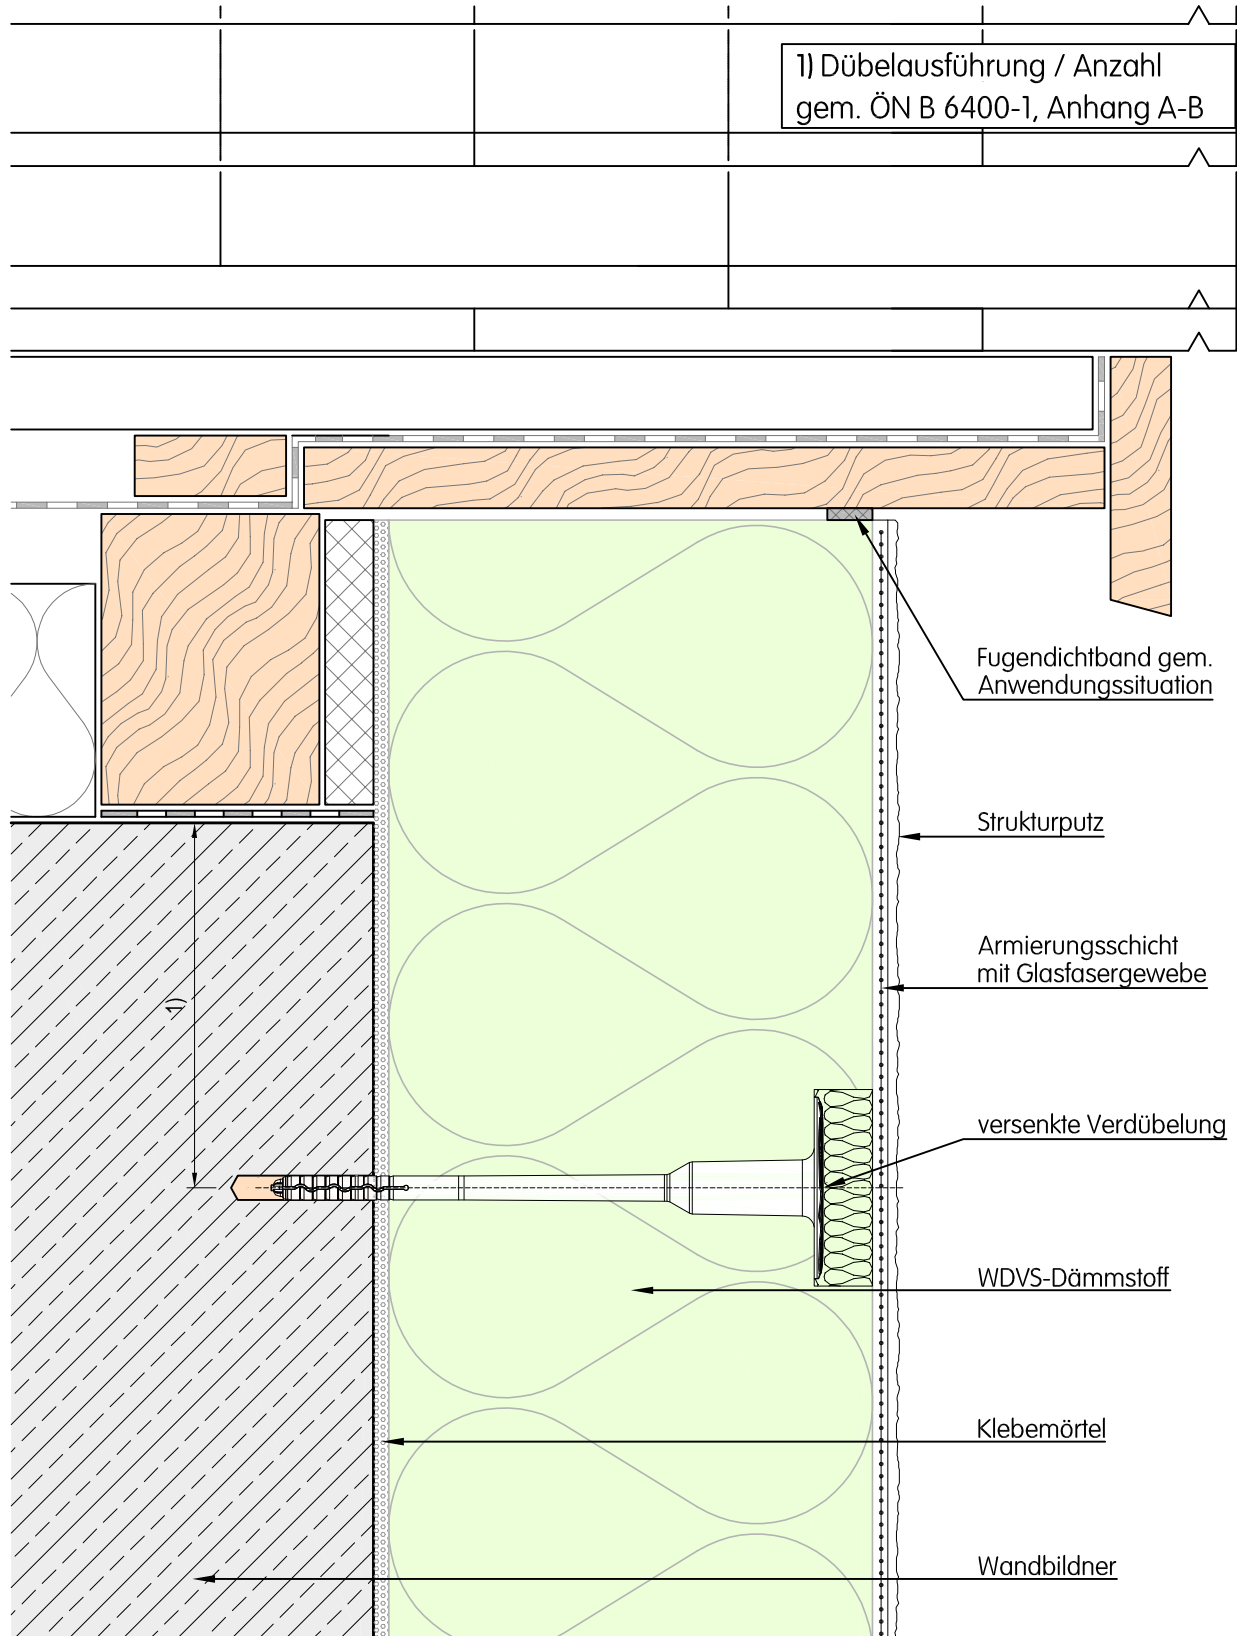 1) Dübelausführung / Anzahl
gem. ÖN B 6400-1, Anhang A-B
Fugendichtband gem.
Anwendungssituation
Strukturputz
Armierungsschicht
mit Glasfasergewebe
1)
versenkte Verdübelung
WDVS-Dämmstoff
Klebemörtel
Wandbildner